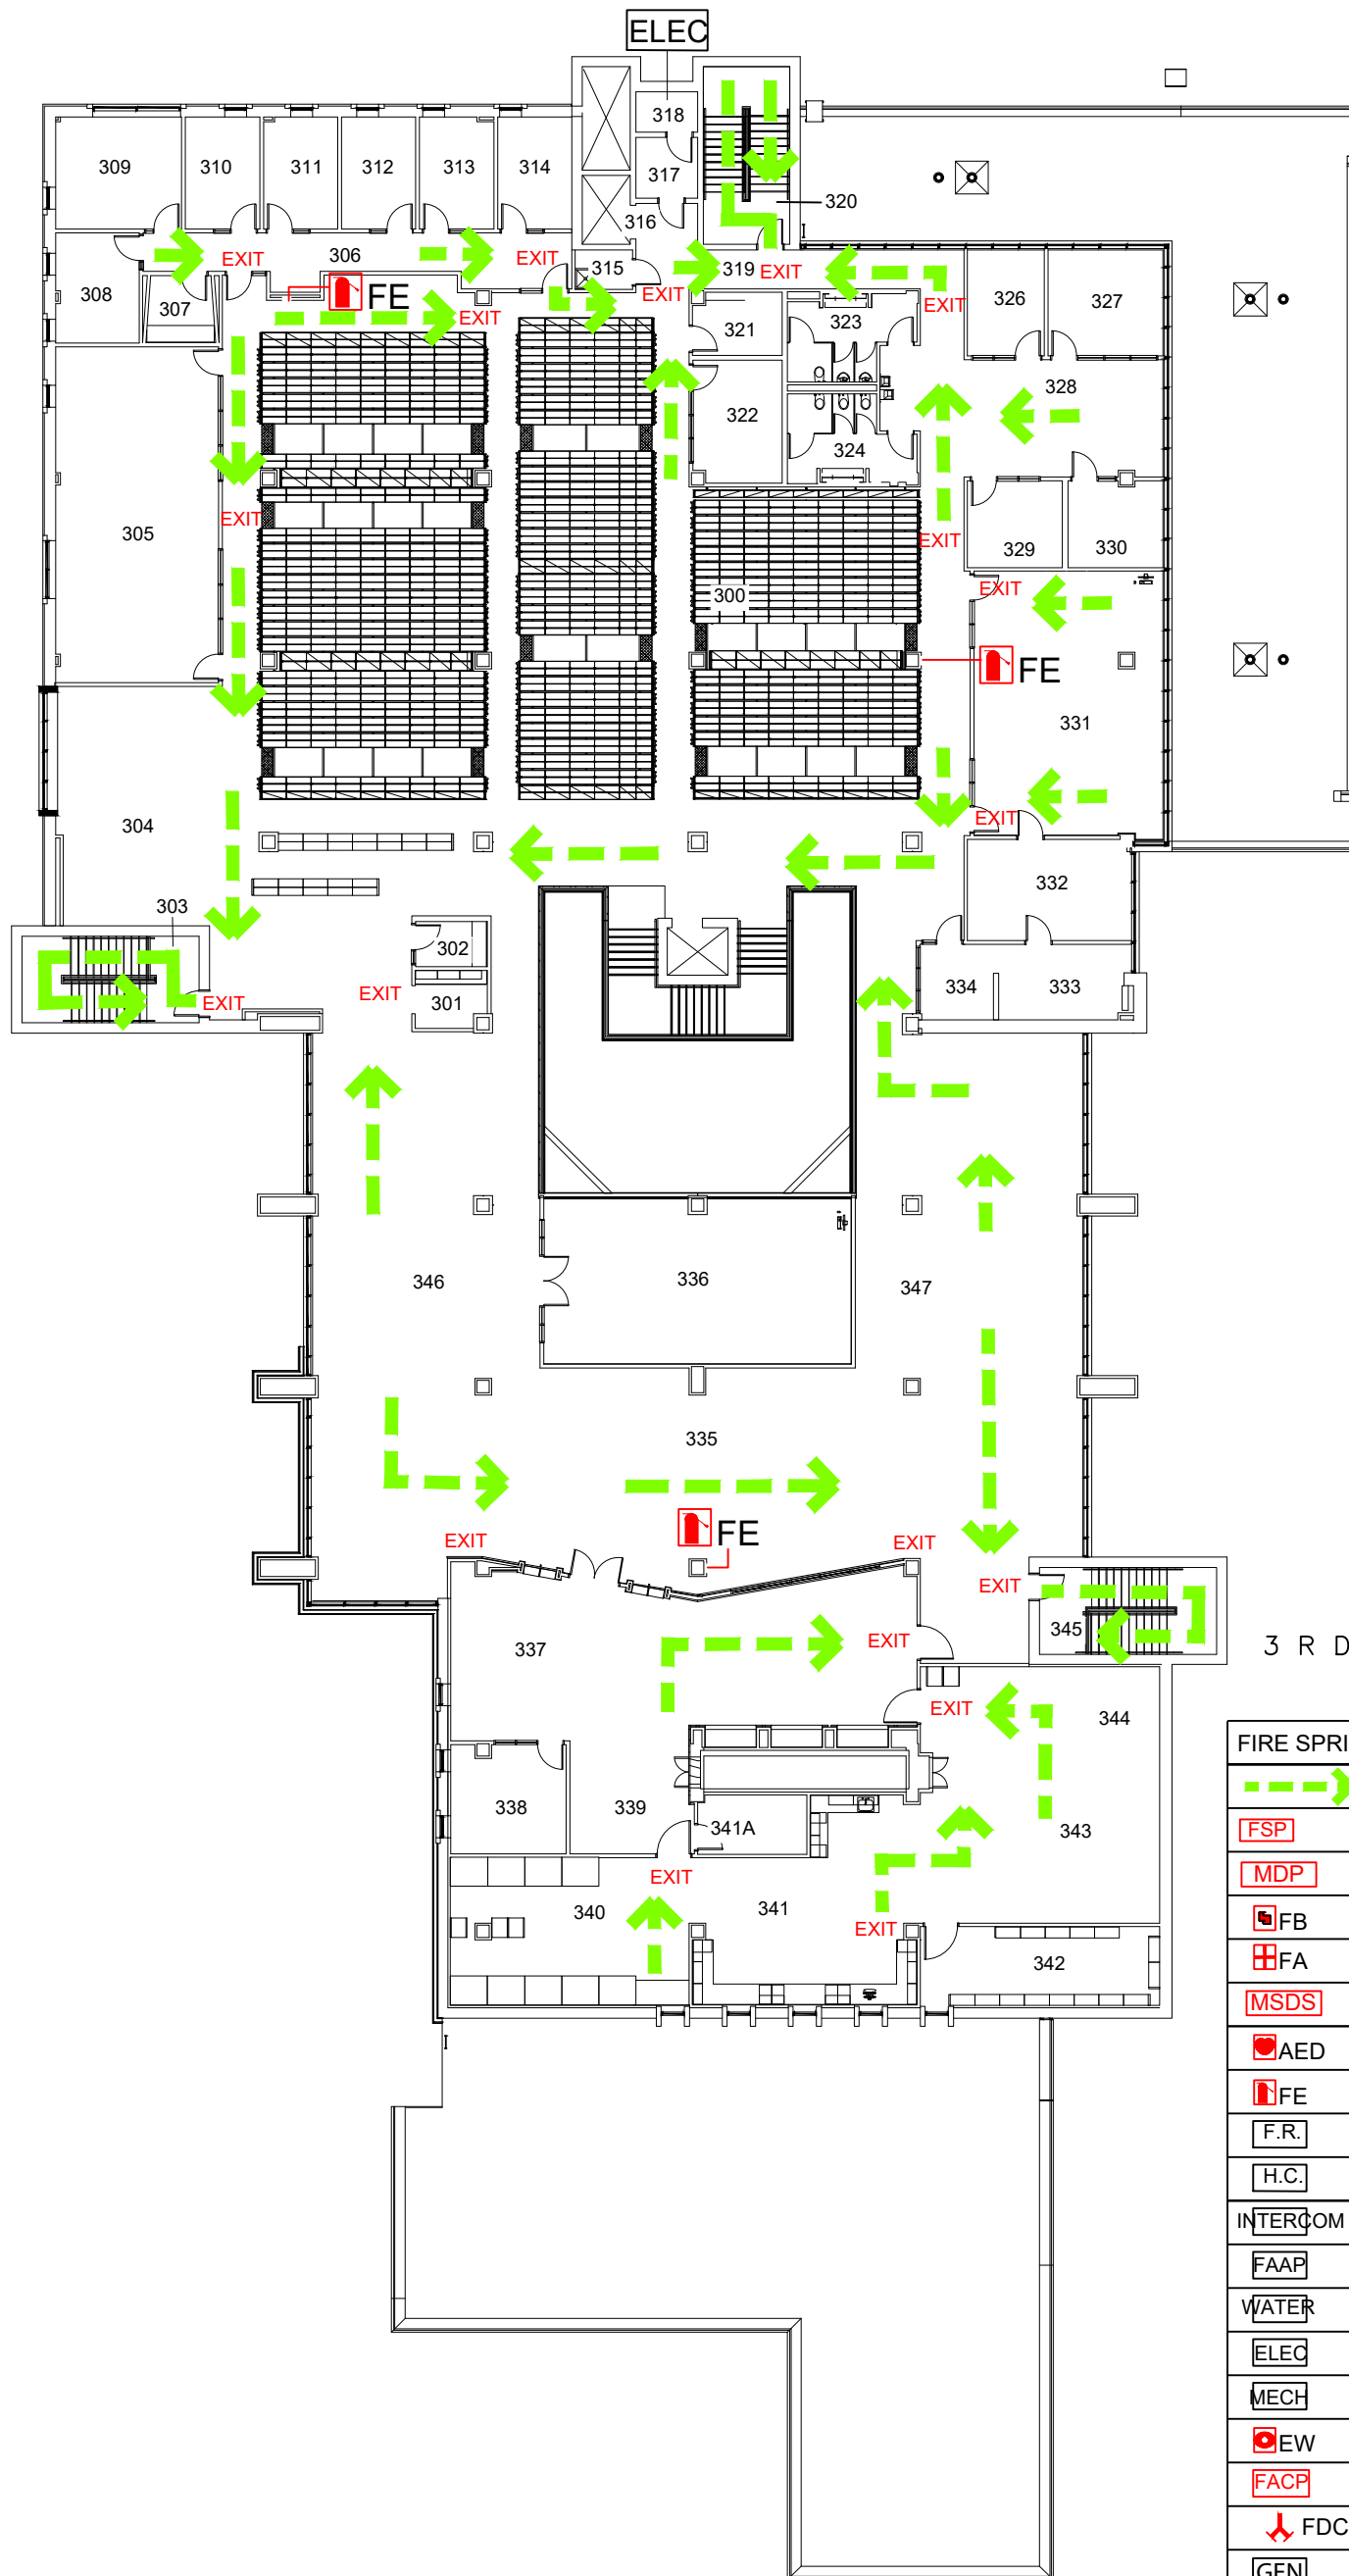 ELEC
318
309
310
311
312
313
314
317
320
316
306
EXIT
EXIT
315
319
EXIT
308
307
FE
EXIT
EXIT
EXIT
321
323
326
327
322
328
324
EXIT
305
EXIT
329
330
300
EXIT
FE
331
304
EXIT
303
332
302
EXIT
EXIT
301
334
333
346
336
347
335
FE
EXIT
EXIT
EXIT
345
337
EXIT
3 R D
EXIT
344
FIRE SPRI
338
339
341A
343
FSP
EXIT
MDP
340
341
EXIT
FB
342
FA
MSDS
AED
FE
F.R.
H.C.
INTERCOM
FAAP
WATER
ELEC
MECH
EW
FACP
FDC
GEN